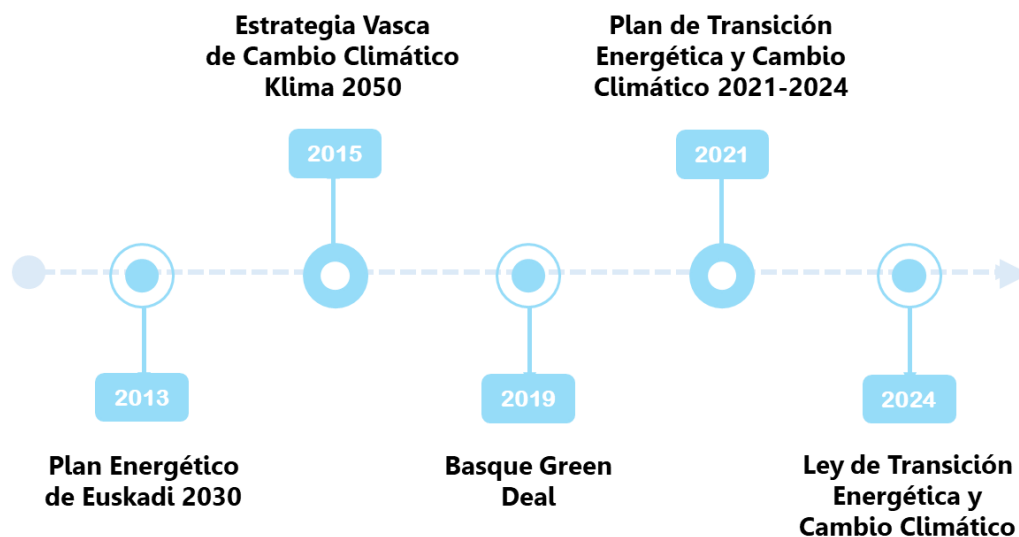 Estrategia Vasca
de Cambio Climático
Klima 2050
Plan de Transición
Energética y Cambio
Climático 2021-2024
2015
2021
2013
2019
2024
Plan Energético
de Euskadi 2030
Basque Green
Deal
Ley de Transición
Energética y
Cambio Climático